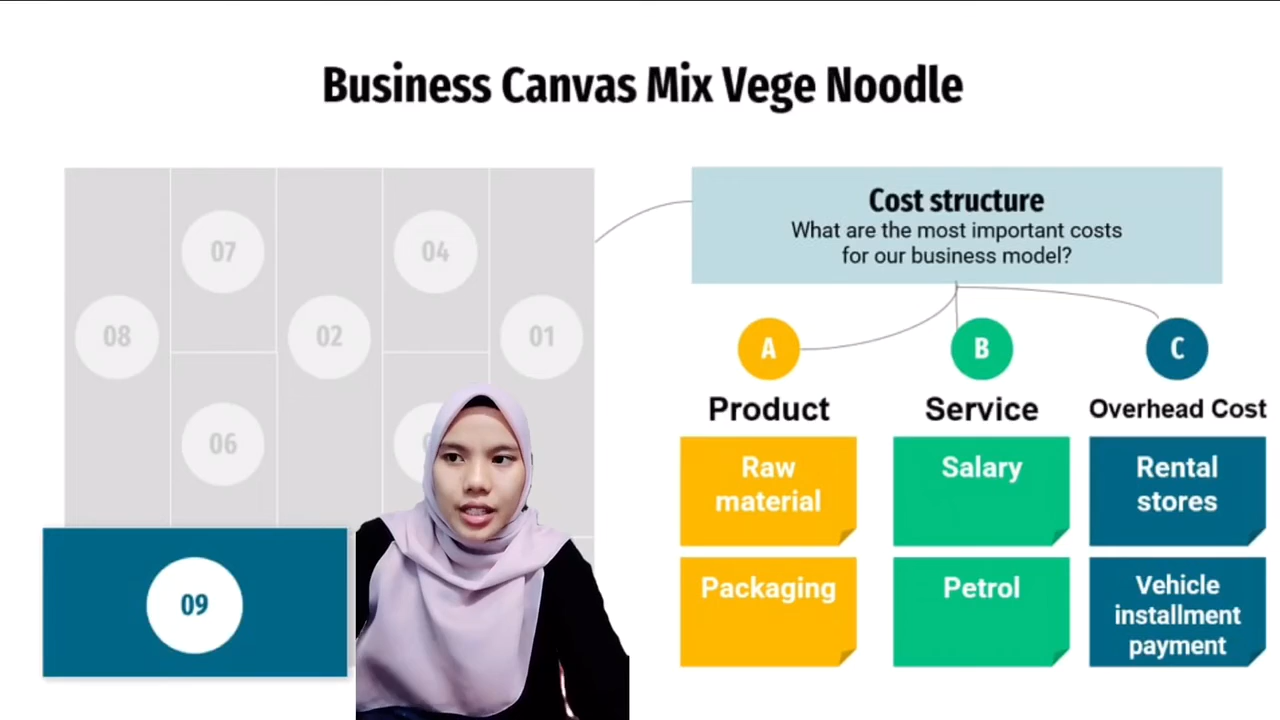 Business Canvas Mix Vege Noodle
07
04
08
02
01
06
09
Cost structure
What are the most important costs
for our business model?
A
B
C
Product
Service
Overhead Cost
Raw
material
Salary
Rental
stores
Packaging
Petrol
Vehicle
installment
payment